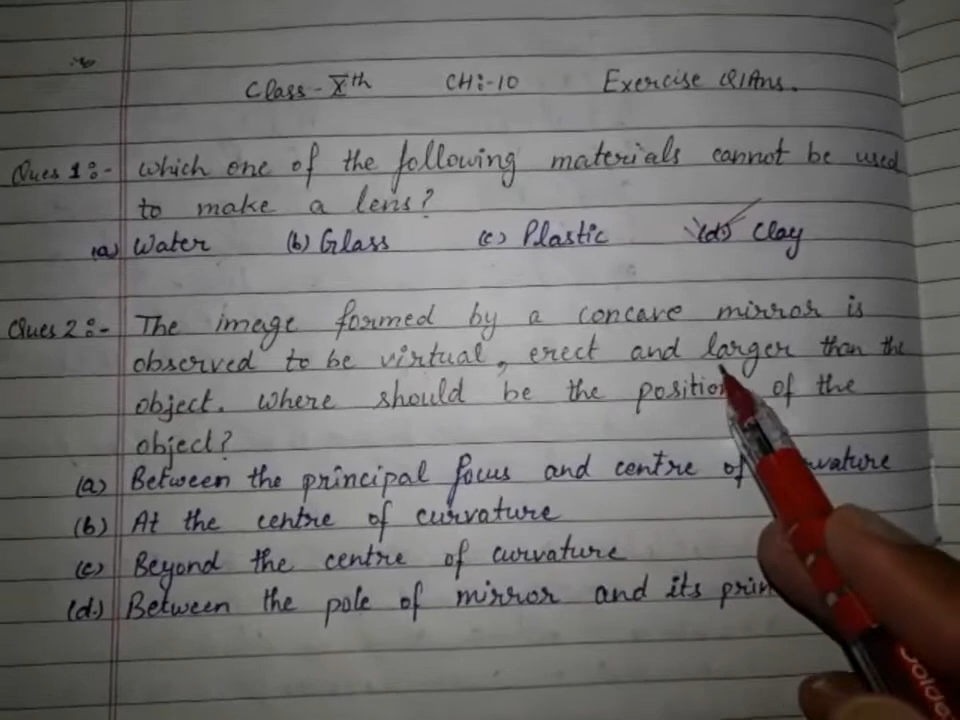 Class-Xth CH:-10 Exercise Q/Ans.
Ques 1:- Which one of the following materials cannot be used
to make a lens?
(a) Water (b) Glass (c) Plastic (d) Clay
Ques 2:- The image formed by a concave mirror is
observed to be virtual, erect and larger than the
object. Where should be the position of the
object?
(a) Between the principal focus and centre of curvature
(b) At the centre of curvature
(c) Beyond the centre of curvature
(d.) Between the pole of mirror and its prin
golde